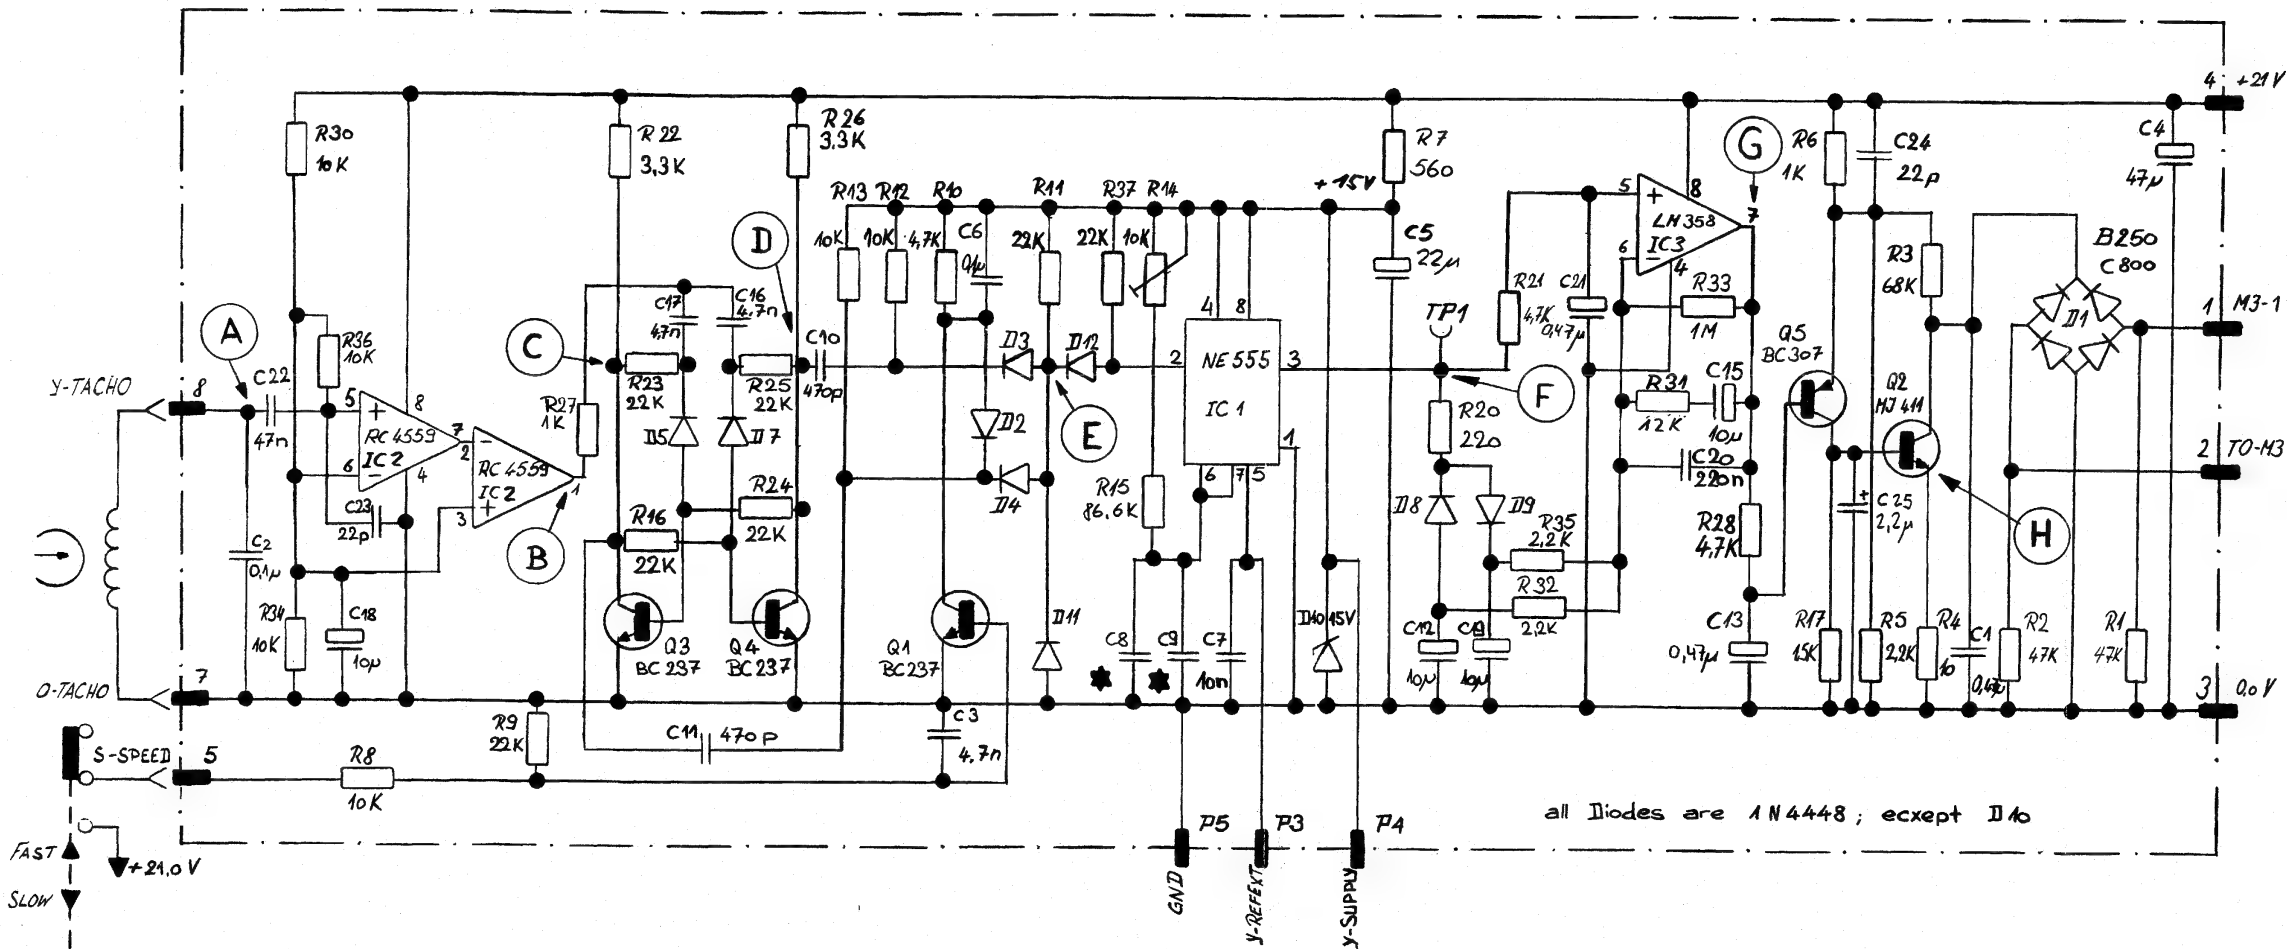 4 +21V
R30
10K
R22
3,3K
R26
3.3K
R7
560
C4
47µ
R6
1K
C24
22p
G
+15V
R13
R12
R10
R11
R37
R14
10K
10K
4,7K
C6
0,1µ
22K
22K
10K
C5
22µ
5
+
8
7
LM358
IC3
6
-
4
R3
68K
B250
C800
D
A
R36
10K
C
C17
4,7n
C16
4,7n
C10
470p
4
8
TP1
R21
4,7K
C21
0,47µ
R33
1M
D1
1 M3-1
D3
D12
2
NE555
3
IC1
Q5
BC307
Y-TACHO
8
C22
47n
R23
22K
R25
22K
R27
1K
D5
D7
D2
E
F
R20
220
R31
12K
C15
10µ
Q2
MJ411
5
+
8
RC4559
7
IC2
6
-
4
2
-
RC4559
IC2
1
3
+
1
6
7
5
2 TO-M3
C23
22p
B
R16
22K
R24
22K
D4
R15
86,6K
D8
D9
C20
220n
R35
2,2K
R32
2,2K
R28
4,7K
+
C25
2,2µ
H
C2
0,1µ
R34
10K
C18
10µ
Q3
BC237
Q4
BC237
Q1
BC237
D11
C8
C9
C7
10n
D10 15V
C12
10µ
10µ
C13
0,47µ
R17
15K
R5
2,2K
R4
10
C1
R2
47K
R1
47K
O-TACHO
7
3 0,0V
R9
22K
C11
470p
C3
4,7n
S-SPEED
5
R8
10K
all Diodes are 1N4448; ecxept D10
FAST
+21,0V
SLOW
P5
P3
P4
GND
Y-REFEXT
Y-SUPPLY